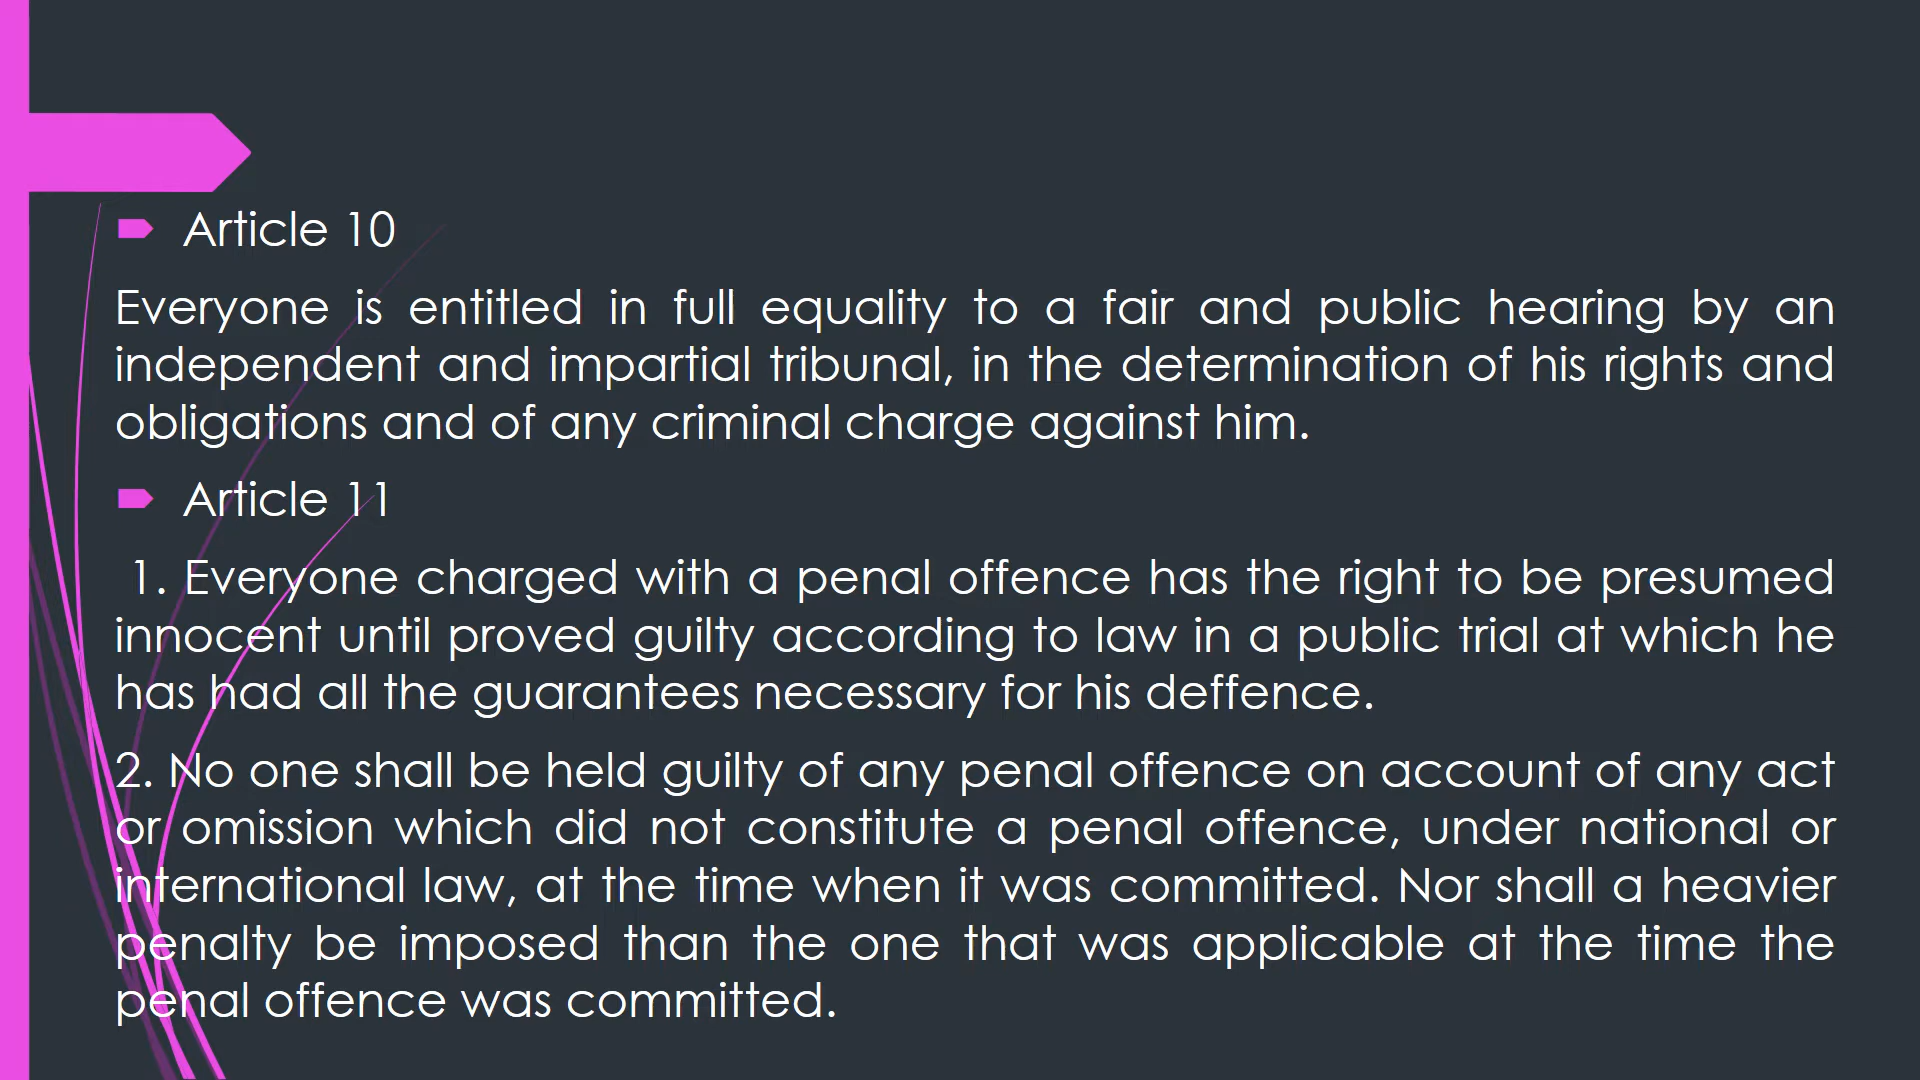 Article 10
Everyone is entitled in full equality to a fair and public hearing by an
independent and impartial tribunal, in the determination of his rights and
obligations and of any criminal charge against him.
Article 11
1. Everyone charged with a penal offence has the right to be presumed
innocent until proved guilty according to law in a public trial at which he
has had all the guarantees necessary for his deffence.
2. No one shall be held guilty of any penal offence on account of any act
or omission which did not constitute a penal offence, under national or
international law, at the time when it was committed. Nor shall a heavier
penalty be imposed than the one that was applicable at the time the
penal offence was committed.